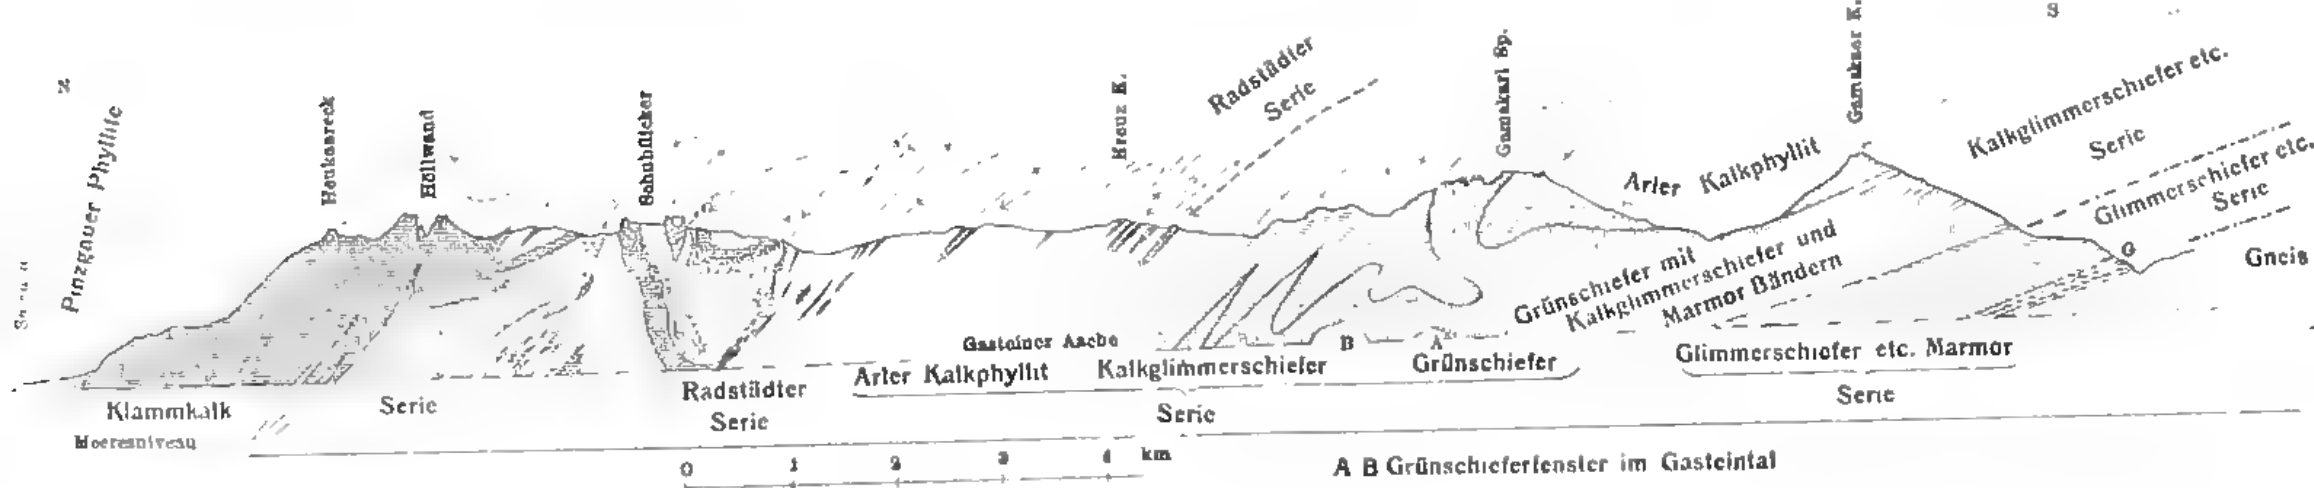 N
S
Pinzgauer Phyllite
Höllwand
Kreuz K.
Radstädter
Serie
Gamskarl Sp.
Arler Kalkphyllit
Gamskar K.
Kalkglimmerschiefer etc.
Serie
Glimmerschiefer etc.
Serie
G
Gneis
Grünschiefer mit
Kalkglimmerschiefer und
Marmor Bändern
Gasteiner Aache
B
A
Klammkalk
Serie
Radstädter
Serie
Arler Kalkphyllit
Kalkglimmerschiefer
Grünschiefer
Serie
Glimmerschiefer etc. Marmor
Serie
Meeresniveau
0 1 2 3 4 km
A B Grünschieferfenster im Gasteintal